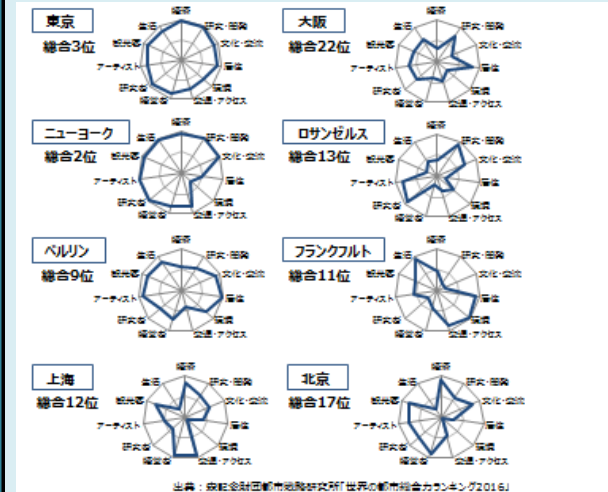 東京
総合3位
経済
研究・開発
文化・交流
居住
環境
交通・アクセス
経営者
研究者
アーティスト
観光客
生活
大阪
総合22位
経済
研究・開発
文化・交流
居住
環境
交通・アクセス
経営者
研究者
アーティスト
観光客
生活
ニューヨーク
総合2位
経済
研究・開発
文化・交流
居住
環境
交通・アクセス
経営者
研究者
アーティスト
観光客
生活
ロサンゼルス
総合13位
経済
研究・開発
文化・交流
居住
環境
交通・アクセス
経営者
研究者
アーティスト
観光客
生活
ベルリン
総合9位
経済
研究・開発
文化・交流
居住
環境
交通・アクセス
経営者
研究者
アーティスト
観光客
生活
フランクフルト
総合11位
経済
研究・開発
文化・交流
居住
環境
交通・アクセス
経営者
研究者
アーティスト
観光客
生活
上海
総合12位
経済
研究・開発
文化・交流
居住
環境
交通・アクセス
経営者
研究者
アーティスト
観光客
生活
北京
総合17位
経済
研究・開発
文化・交流
居住
環境
交通・アクセス
経営者
研究者
アーティスト
観光客
生活
出典：森記念財団都市戦略研究所「世界の都市総合力ランキング2016」